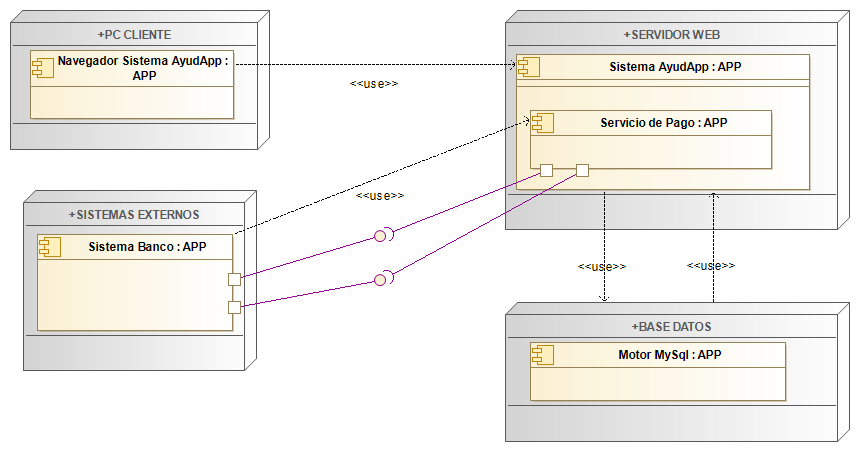 +PC CLIENTE
Navegador Sistema AyudApp :
APP
<<use>>
+SERVIDOR WEB
Sistema AyudApp : APP
Servicio de Pago : APP
<<use>>
+SISTEMAS EXTERNOS
Sistema Banco : APP
<<use>>
<<use>>
+BASE DATOS
Motor MySql : APP